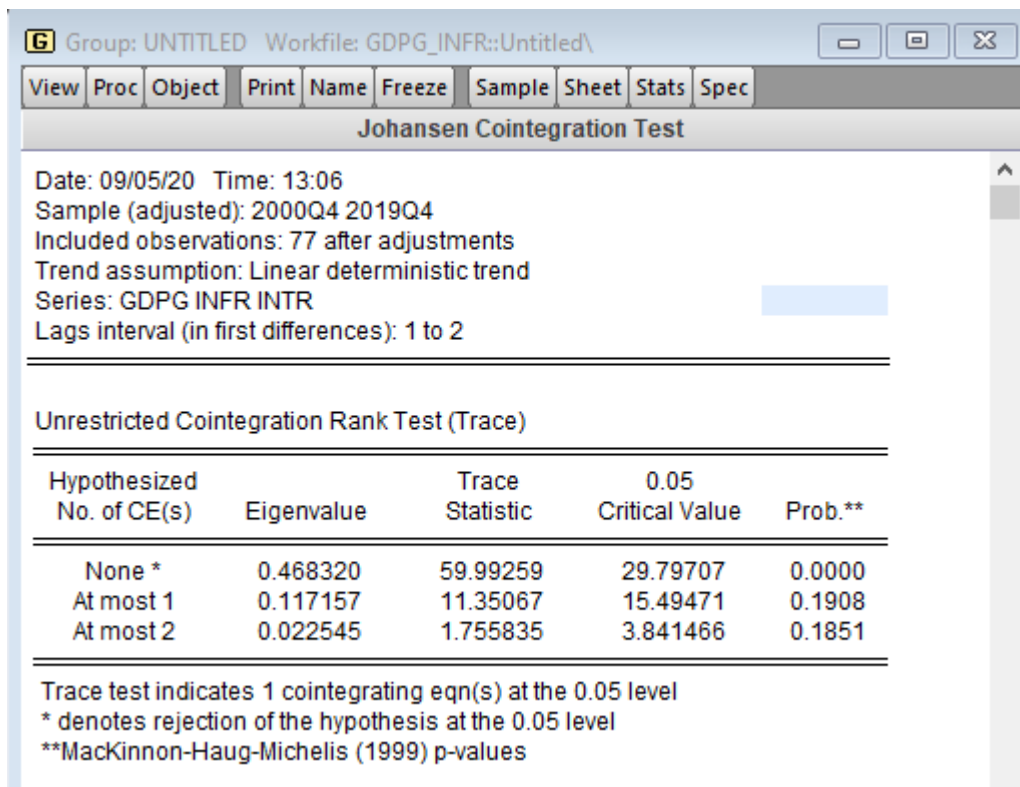 G Group: UNTITLED Workfile: GDPG_INFR::Untitled\
View Proc Object Print Name Freeze Sample Sheet Stats Spec
Johansen Cointegration Test
Date: 09/05/20 Time: 13:06
Sample (adjusted): 2000Q4 2019Q4
Included observations: 77 after adjustments
Trend assumption: Linear deterministic trend
Series: GDPG INFR INTR
Lags interval (in first differences): 1 to 2
Unrestricted Cointegration Rank Test (Trace)
Hypothesized Trace 0.05
No. of CE(s) Eigenvalue Statistic Critical Value Prob.**
None * 0.468320 59.99259 29.79707 0.0000
At most 1 0.117157 11.35067 15.49471 0.1908
At most 2 0.022545 1.755835 3.841466 0.1851
Trace test indicates 1 cointegrating eqn(s) at the 0.05 level
* denotes rejection of the hypothesis at the 0.05 level
**MacKinnon-Haug-Michelis (1999) p-values